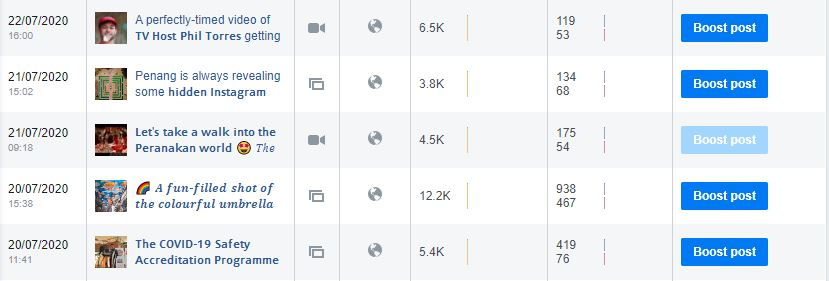 22/07/2020
16:00
A perfectly-timed video of
TV Host Phil Torres getting
6.5K
119
53
Boost post
21/07/2020
15:02
Penang is always revealing
some hidden Instagram
3.8K
134
68
Boost post
21/07/2020
09:18
Let's take a walk into the
Peranakan world 🤩 The
4.5K
175
54
Boost post
20/07/2020
15:38
🌈 A fun-filled shot of
the colourful umbrella
12.2K
938
467
Boost post
20/07/2020
11:41
The COVID-19 Safety
Accreditation Programme
5.4K
419
76
Boost post